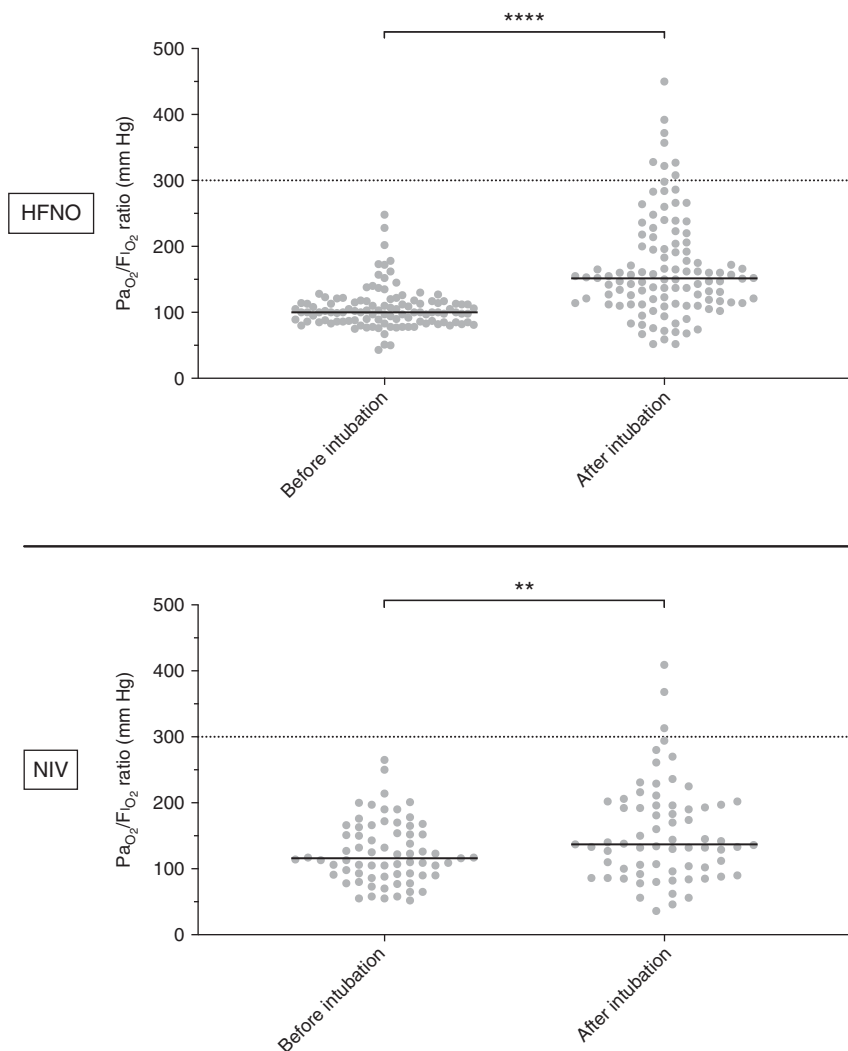 ****
500
400
300
200
100
0
PaO2/FIO2 ratio (mm Hg)
HFNO
Before intubation
After intubation
**
500
400
300
200
100
0
PaO2/FIO2 ratio (mm Hg)
NIV
Before intubation
After intubation